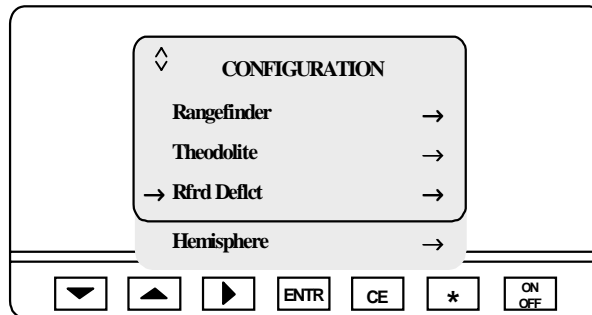 CONFIGURATION
Rangefinder →
Theodolite →
→ Rfrd Deflct →
Hemisphere →
ENTR CE * ON
OFF